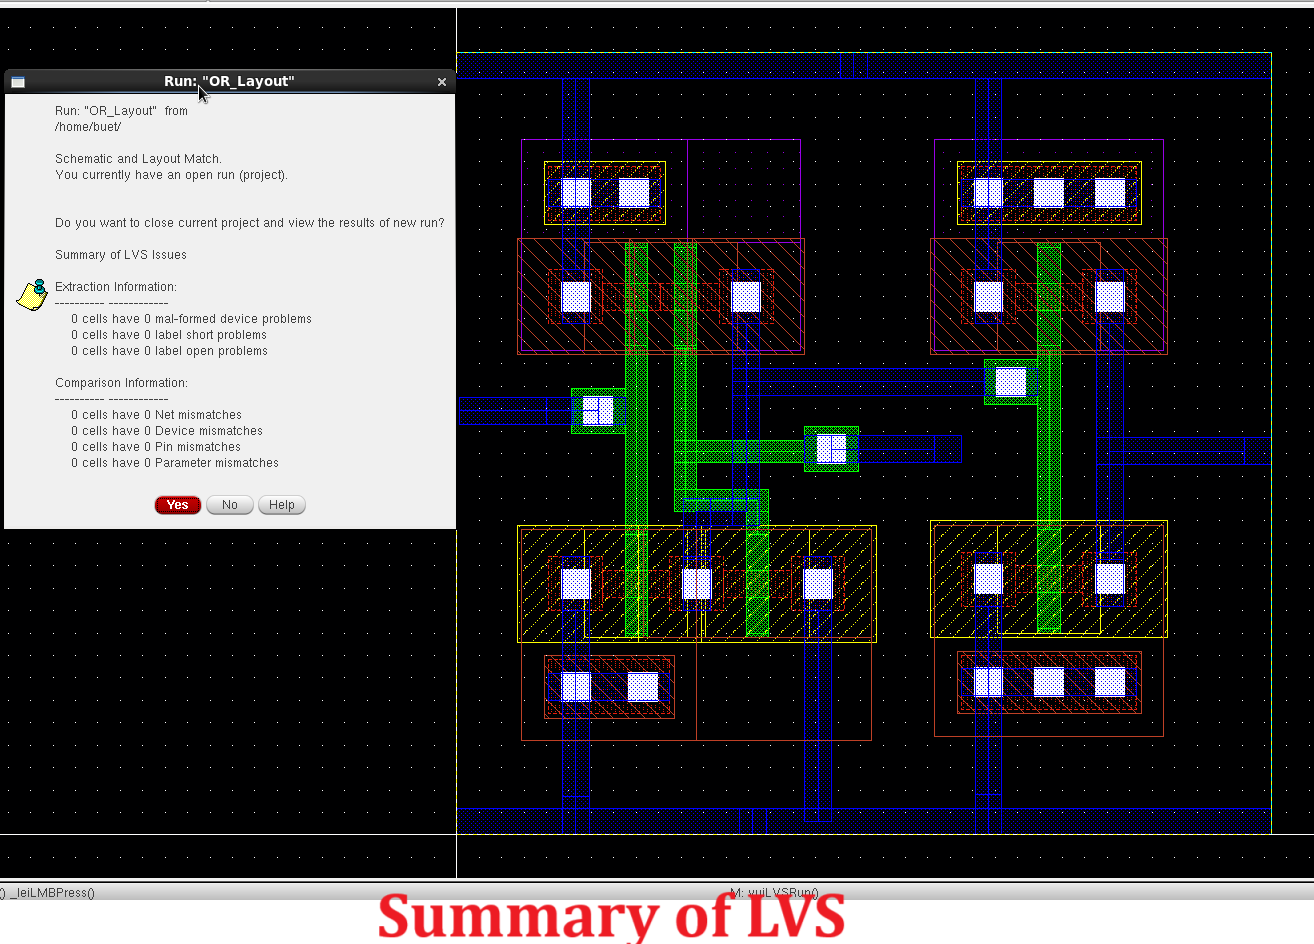 Run: "OR_Layout"
Run: "OR_Layout" from
/home/buet/
Schematic and Layout Match.
You currently have an open run (project).
Do you want to close current project and view the results of new run?
Summary of LVS Issues
Extraction Information:
---------- ------------
0 cells have 0 mal-formed device problems
0 cells have 0 label short problems
0 cells have 0 label open problems
Comparison Information:
---------- ------------
0 cells have 0 Net mismatches
0 cells have 0 Device mismatches
0 cells have 0 Pin mismatches
0 cells have 0 Parameter mismatches
Yes No Help
() _leiLMBPress() M: vuiLVSRun()
Summary of LVS